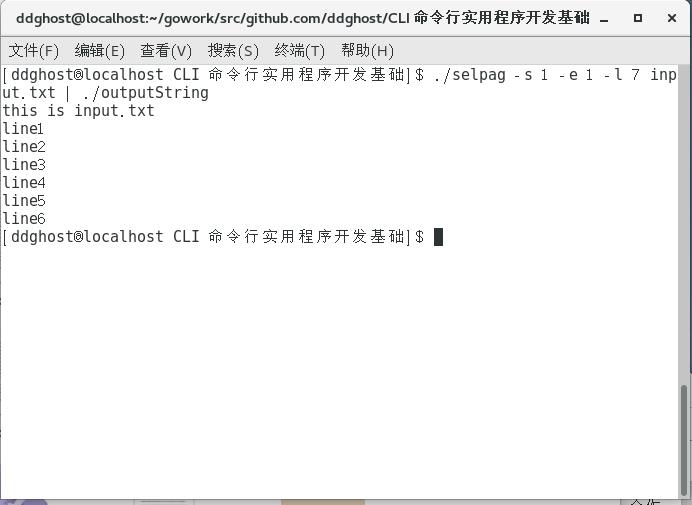 ddghost@localhost:~/gowork/src/github.com/ddghost/CLI 命令行实用程序开发基础
文件(F) 编辑(E) 查看(V) 搜索(S) 终端(T) 帮助(H)
[ddghost@localhost CLI 命令行实用程序开发基础]$ ./selpag -s 1 -e 1 -l 7 inp
ut.txt | ./outputString
this is input.txt
line1
line2
line3
line4
line5
line6
[ddghost@localhost CLI 命令行实用程序开发基础]$